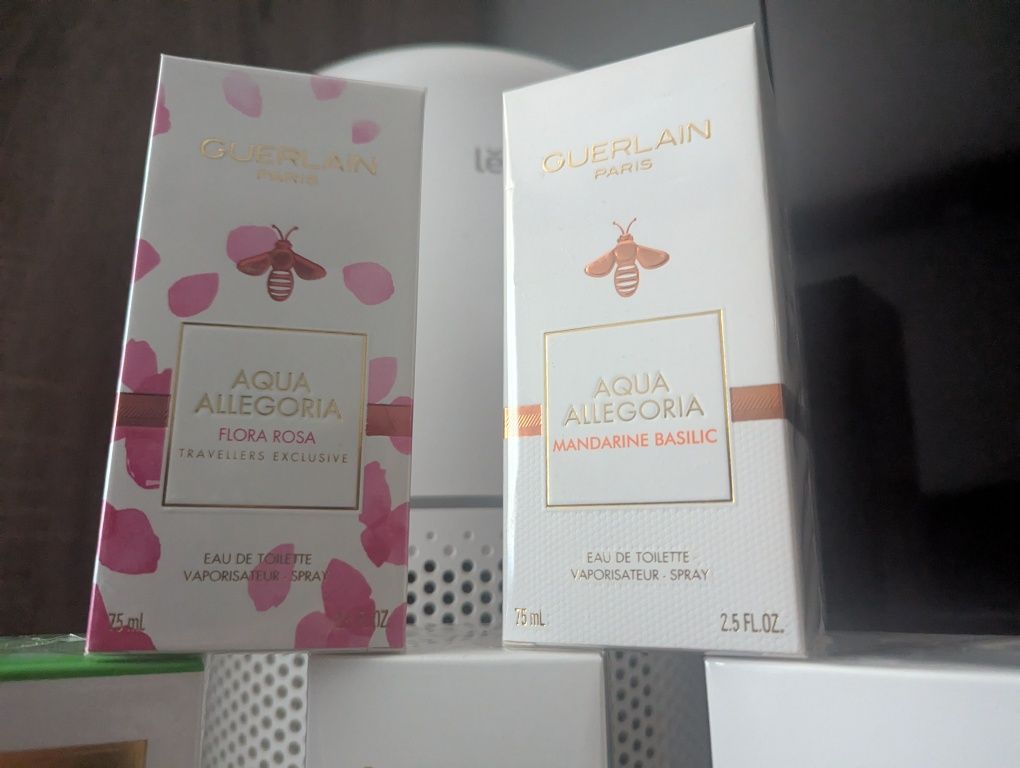 GUERLAIN
PARIS
AQUA
ALLEGORIA
FLORA ROSA
TRAVELLERS EXCLUSIVE
EAU DE TOILETTE
VAPORISATEUR - SPRAY
75 mL
GUERLAIN
PARIS
AQUA
ALLEGORIA
MANDARINE BASILIC
EAU DE TOILETTE -
VAPORISATEUR - SPRAY
75 mL 2.5 FL.OZ.